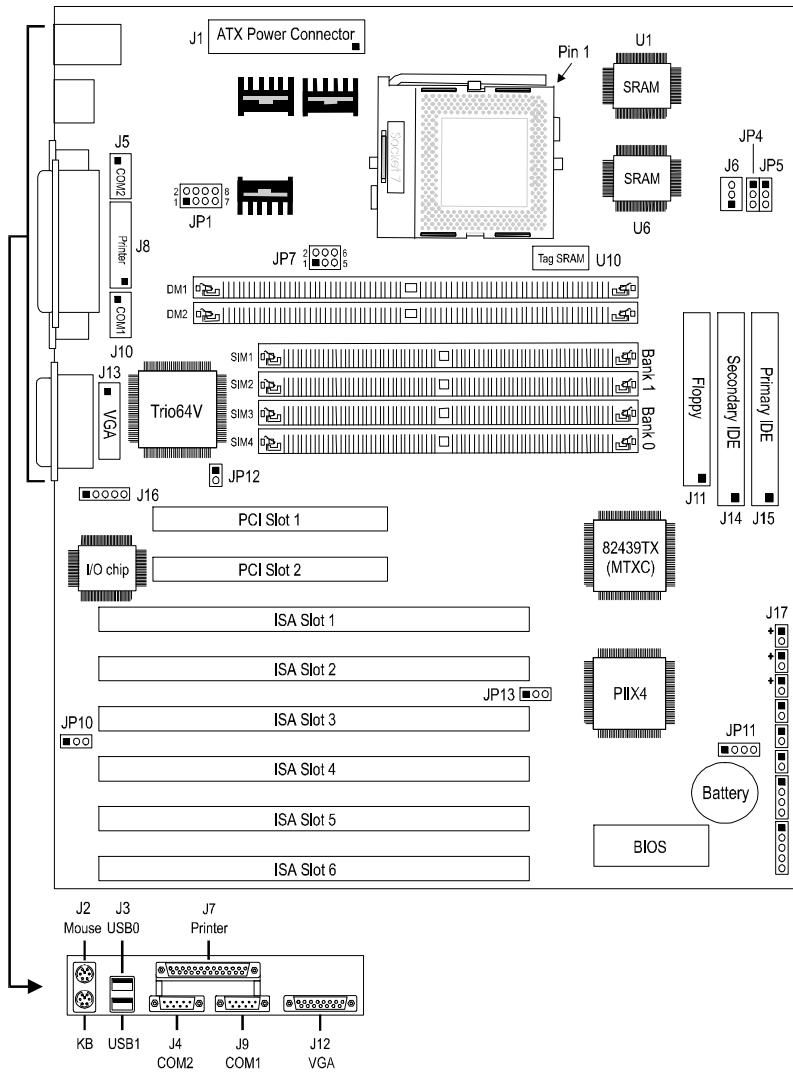 J1
ATX Power Connector
Pin 1
U1
SRAM
JP4
J6
JP5
SRAM
U6
J5
COM2
Socket 7
2
8
1
7
JP1
J8
Printer
JP7
2
6
1
5
Tag SRAM
U10
DM1
DM2
COM1
J10
J13
VGA
Trio64V
SIM1
SIM2
SIM3
SIM4
Bank 1
Bank 0
Floppy
Secondary IDE
Primary IDE
J11
J14
J15
JP12
J16
PCI Slot 1
I/O chip
PCI Slot 2
82439TX
(MTXC)
ISA Slot 1
J17
+
+
+
ISA Slot 2
JP13
PIIX4
JP10
ISA Slot 3
JP11
ISA Slot 4
Battery
ISA Slot 5
BIOS
ISA Slot 6
J2
Mouse
J3
USB0
J7
Printer
KB
USB1
J4
COM2
J9
COM1
J12
VGA